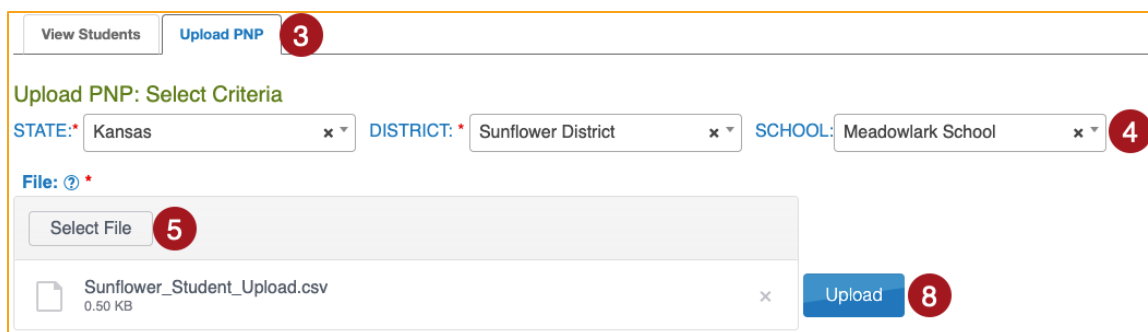 View Students Upload PNP 3
Upload PNP: Select Criteria
STATE:* Kansas × DISTRICT: * Sunflower District × SCHOOL: Meadowlark School × 4
File: ? *
Select File 5
Sunflower_Student_Upload.csv
0.50 KB
× Upload 8